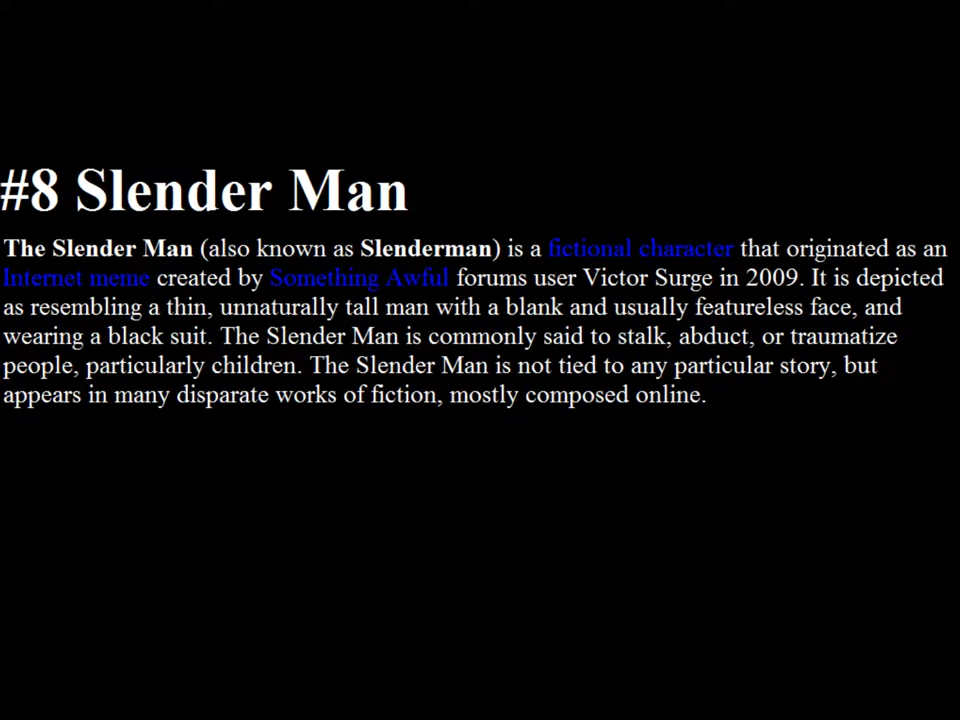 #8 Slender Man
The Slender Man (also known as Slenderman) is a fictional character that originated as an
Internet meme created by Something Awful forums user Victor Surge in 2009. It is depicted
as resembling a thin, unnaturally tall man with a blank and usually featureless face, and
wearing a black suit. The Slender Man is commonly said to stalk, abduct, or traumatize
people, particularly children. The Slender Man is not tied to any particular story, but
appears in many disparate works of fiction, mostly composed online.